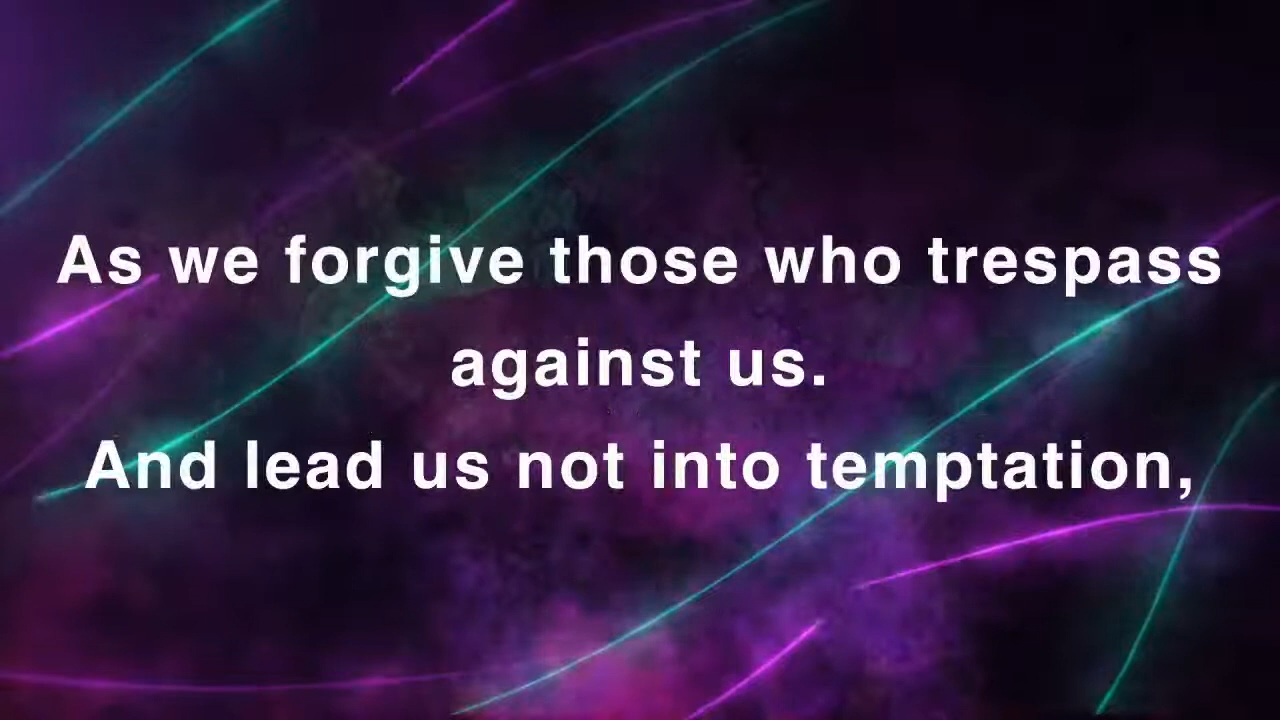 As we forgive those who trespass
against us.
And lead us not into temptation,